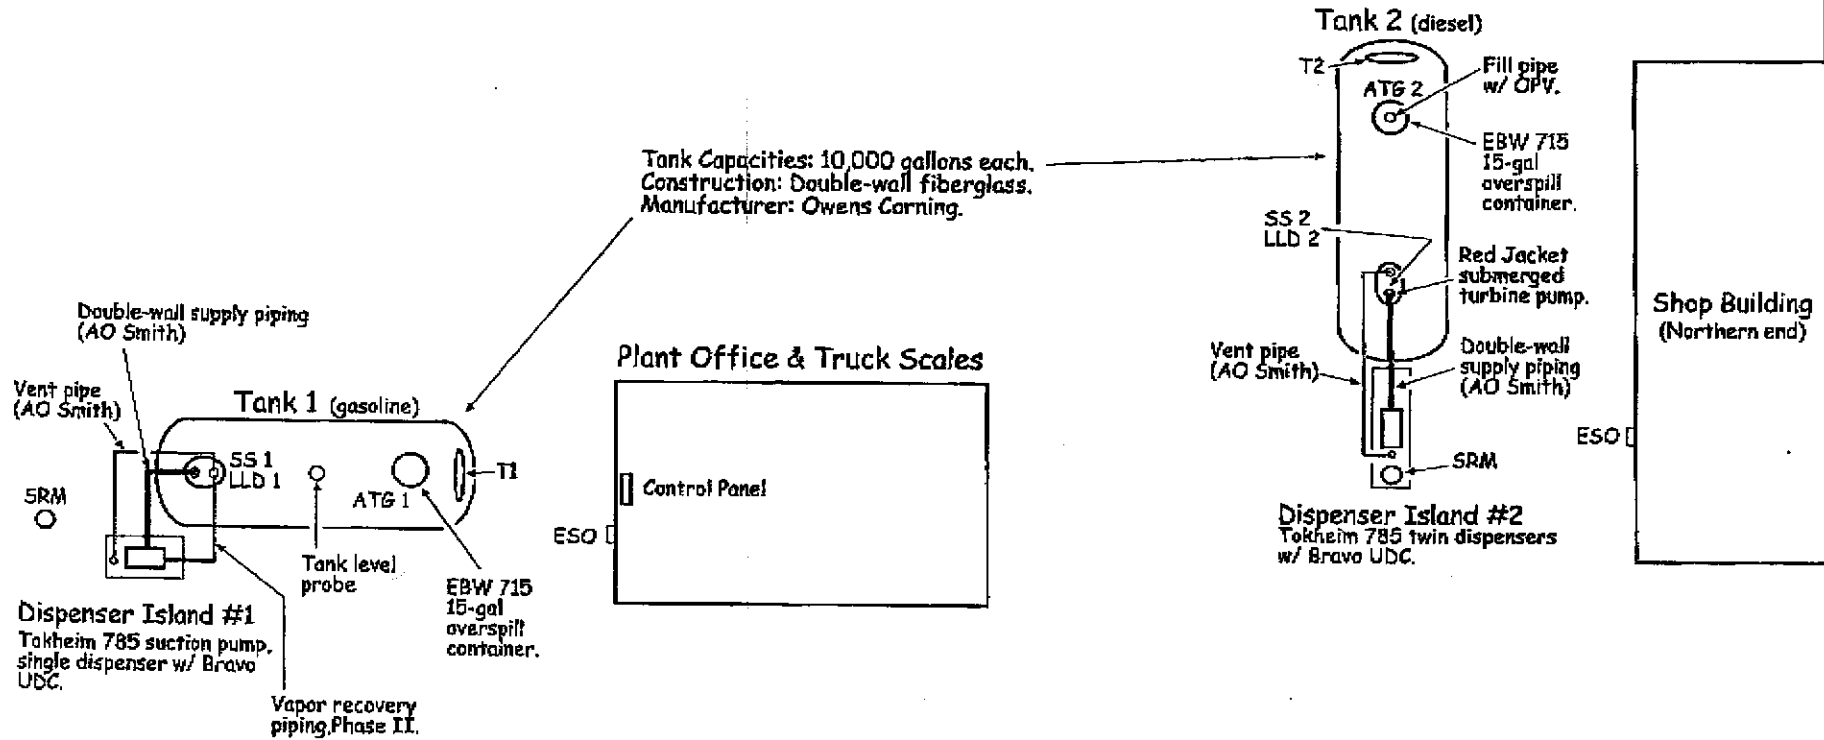 Tank 2 (diesel)
T2
ATG 2
Fill pipe
w/ OPV.
EBW 715
15-gal
overspill
container.
Tank Capacities: 10,000 gallons each.
Construction: Double-wall fiberglass.
Manufacturer: Owens Corning.
SS 2
LLD 2
Red Jacket
submerged
turbine pump.
Shop Building
(Northern end)
Double-wall supply piping
(AO Smith)
Vent pipe
(AO Smith)
Tank 1 (gasoline)
SS 1
LLD 1
ATG 1
T1
SRM
Plant Office & Truck Scales
Control Panel
ESO
Vent pipe
(AO Smith)
Double-wall
supply piping
(AO Smith)
ESO
SRM
Dispenser Island #2
Tokheim 785 twin dispensers
w/ Bravo UDC.
Tank level
probe
EBW 715
15-gal
overspill
container.
Dispenser Island #1
Tokheim 785 suction pump,
single dispenser w/ Bravo
UDC.
Vapor recovery
piping,Phase II.